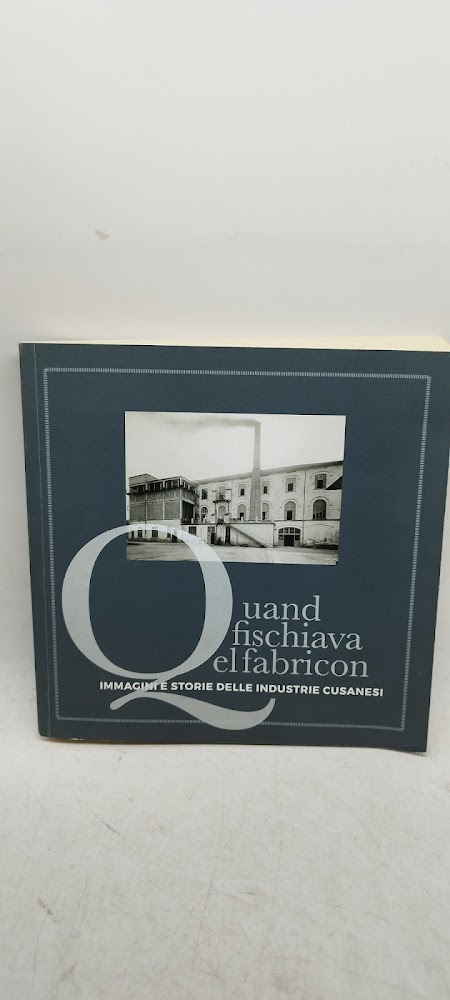 Quand
fischiava
el fabricon
IMMAGINI E STORIE DELLE INDUSTRIE CUSANESI